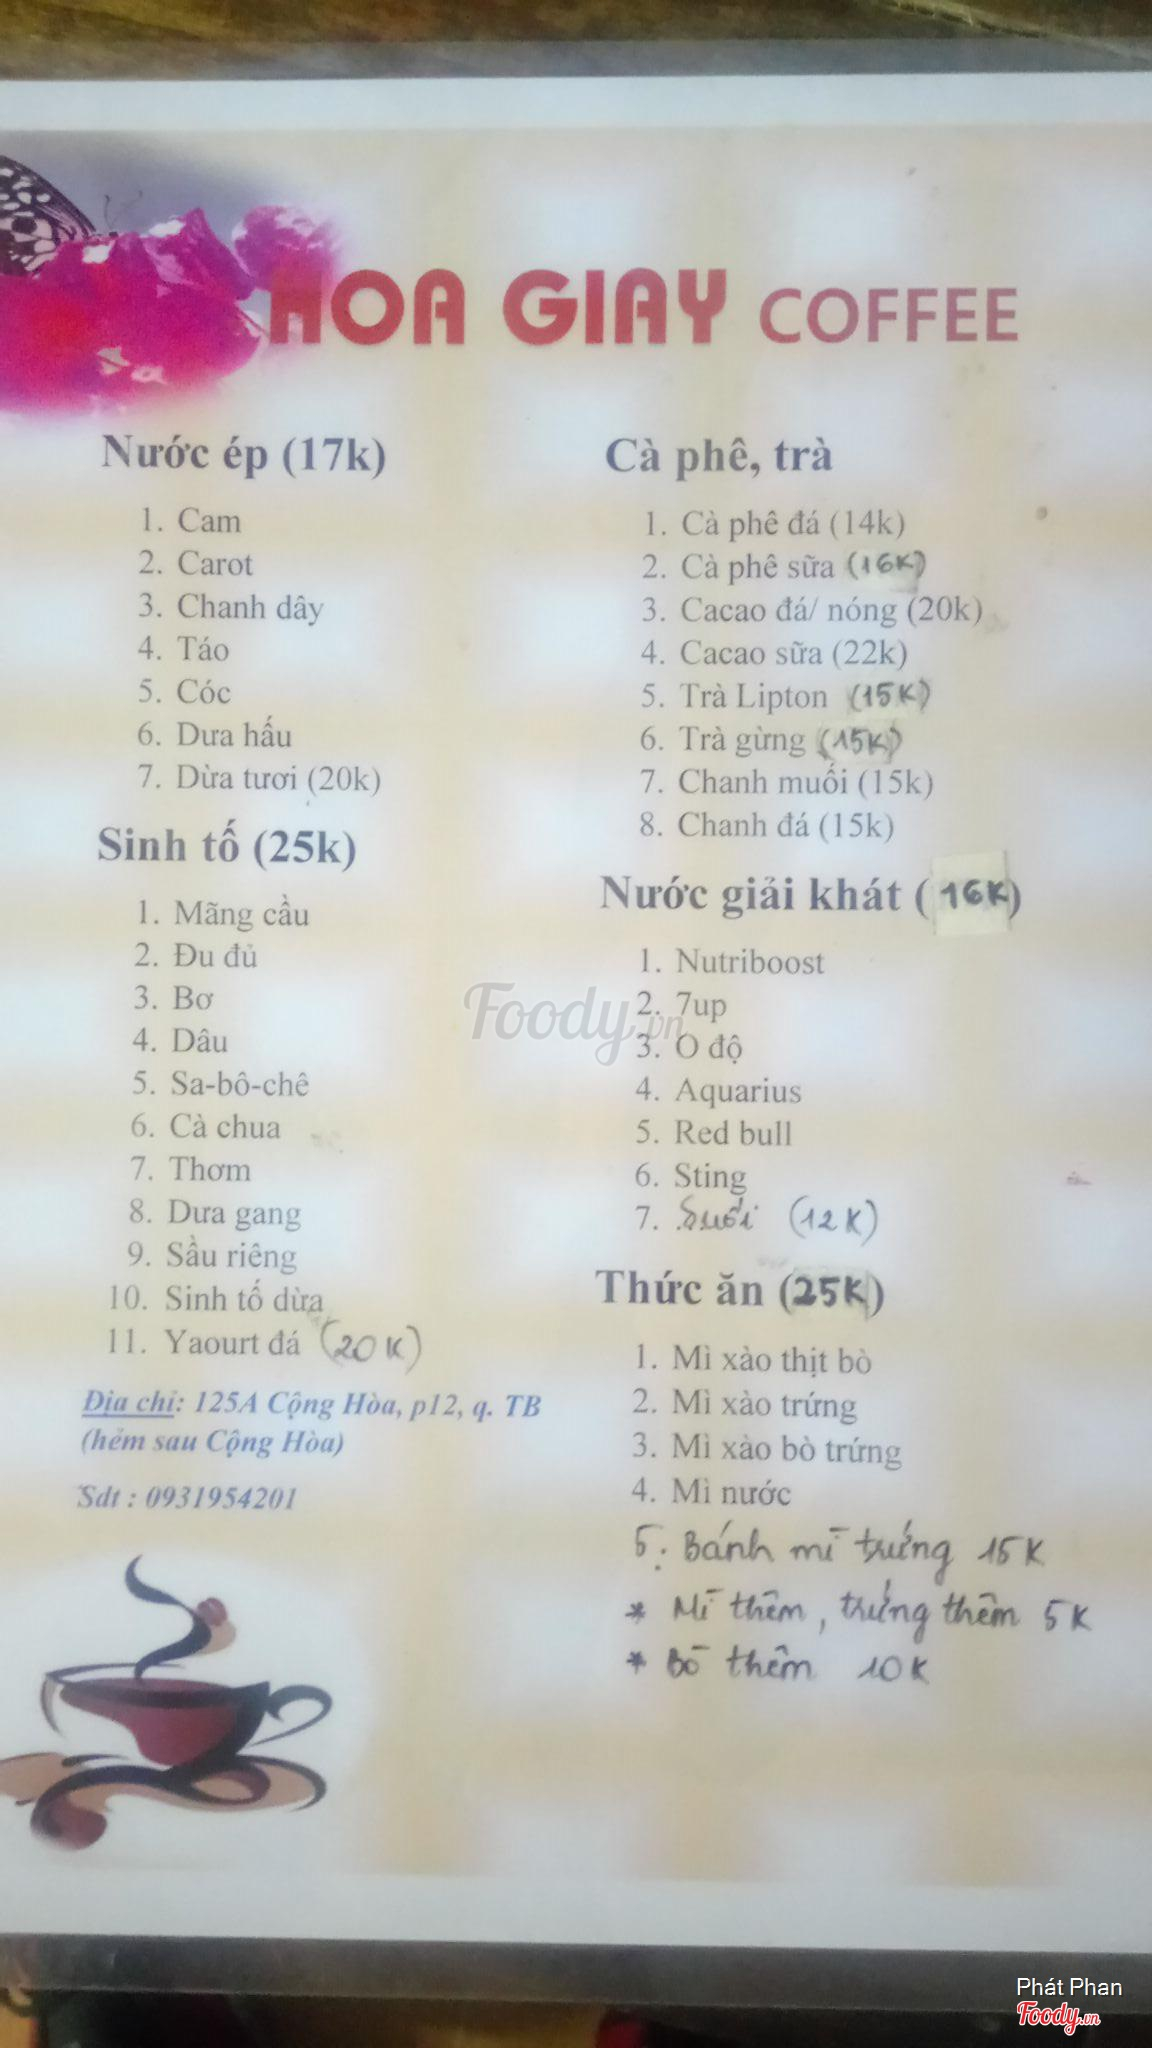 HOA GIAY COFFEE
Nước ép (17k)
1. Cam
2. Carot
3. Chanh dây
4. Táo
5. Cóc
6. Dưa hấu
7. Dừa tươi (20k)
Sinh tố (25k)
1. Mãng cầu
2. Đu đủ
3. Bơ
4. Dâu
5. Sa-bô-chê
6. Cà chua
7. Thơm
8. Dưa gang
9. Sầu riêng
10. Sinh tố dừa
11. Yaourt đá (20K)
Địa chỉ: 125A Cộng Hòa, p12, q. TB
(hẻm sau Cộng Hòa)
Sdt : 0931954201
Cà phê, trà
1. Cà phê đá (14k)
2. Cà phê sữa (16K)
3. Cacao đá/ nóng (20k)
4. Cacao sữa (22k)
5. Trà Lipton (15K)
6. Trà gừng (15K)
7. Chanh muối (15k)
8. Chanh đá (15k)
Nước giải khát (16K)
1. Nutriboost
2. 7up
3. O độ
4. Aquarius
5. Red bull
6. Sting
7. Suối (12K)
Thức ăn (25K)
1. Mì xào thịt bò
2. Mì xào trứng
3. Mì xào bò trứng
4. Mì nước
5. Bánh mì trứng 15K
* Mì thêm, trứng thêm 5K
* Bò thêm 10K
Foody.vn
Phát Phan
Foody.vn